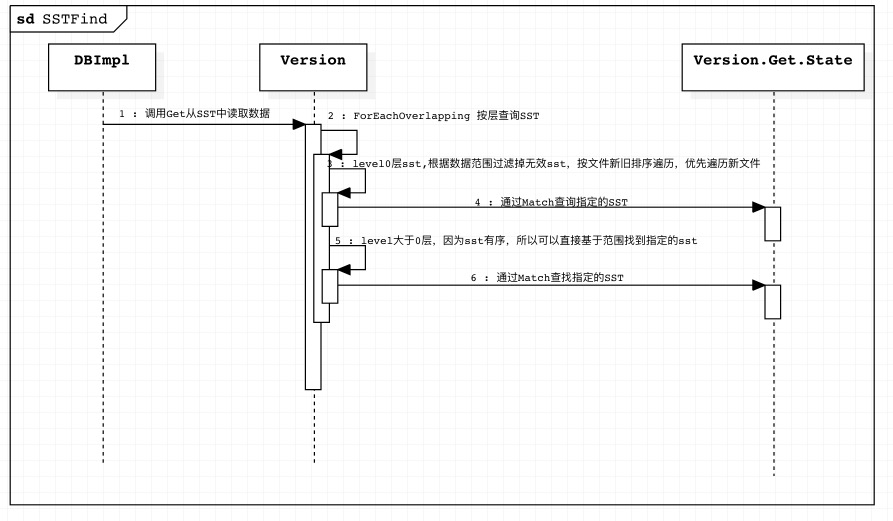 sd SSTFind
DBImpl
Version
Version.Get.State
1 : 调用Get从SST中读取数据
2 : ForEachOverlapping 按层查询SST
3 : level0层sst,根据数据范围过滤掉无效sst，按文件新旧排序遍历，优先遍历新文件
4 : 通过Match查询指定的SST
5 : level大于0层，因为sst有序，所以可以直接基于范围找到指定的sst
6 : 通过Match查找指定的SST